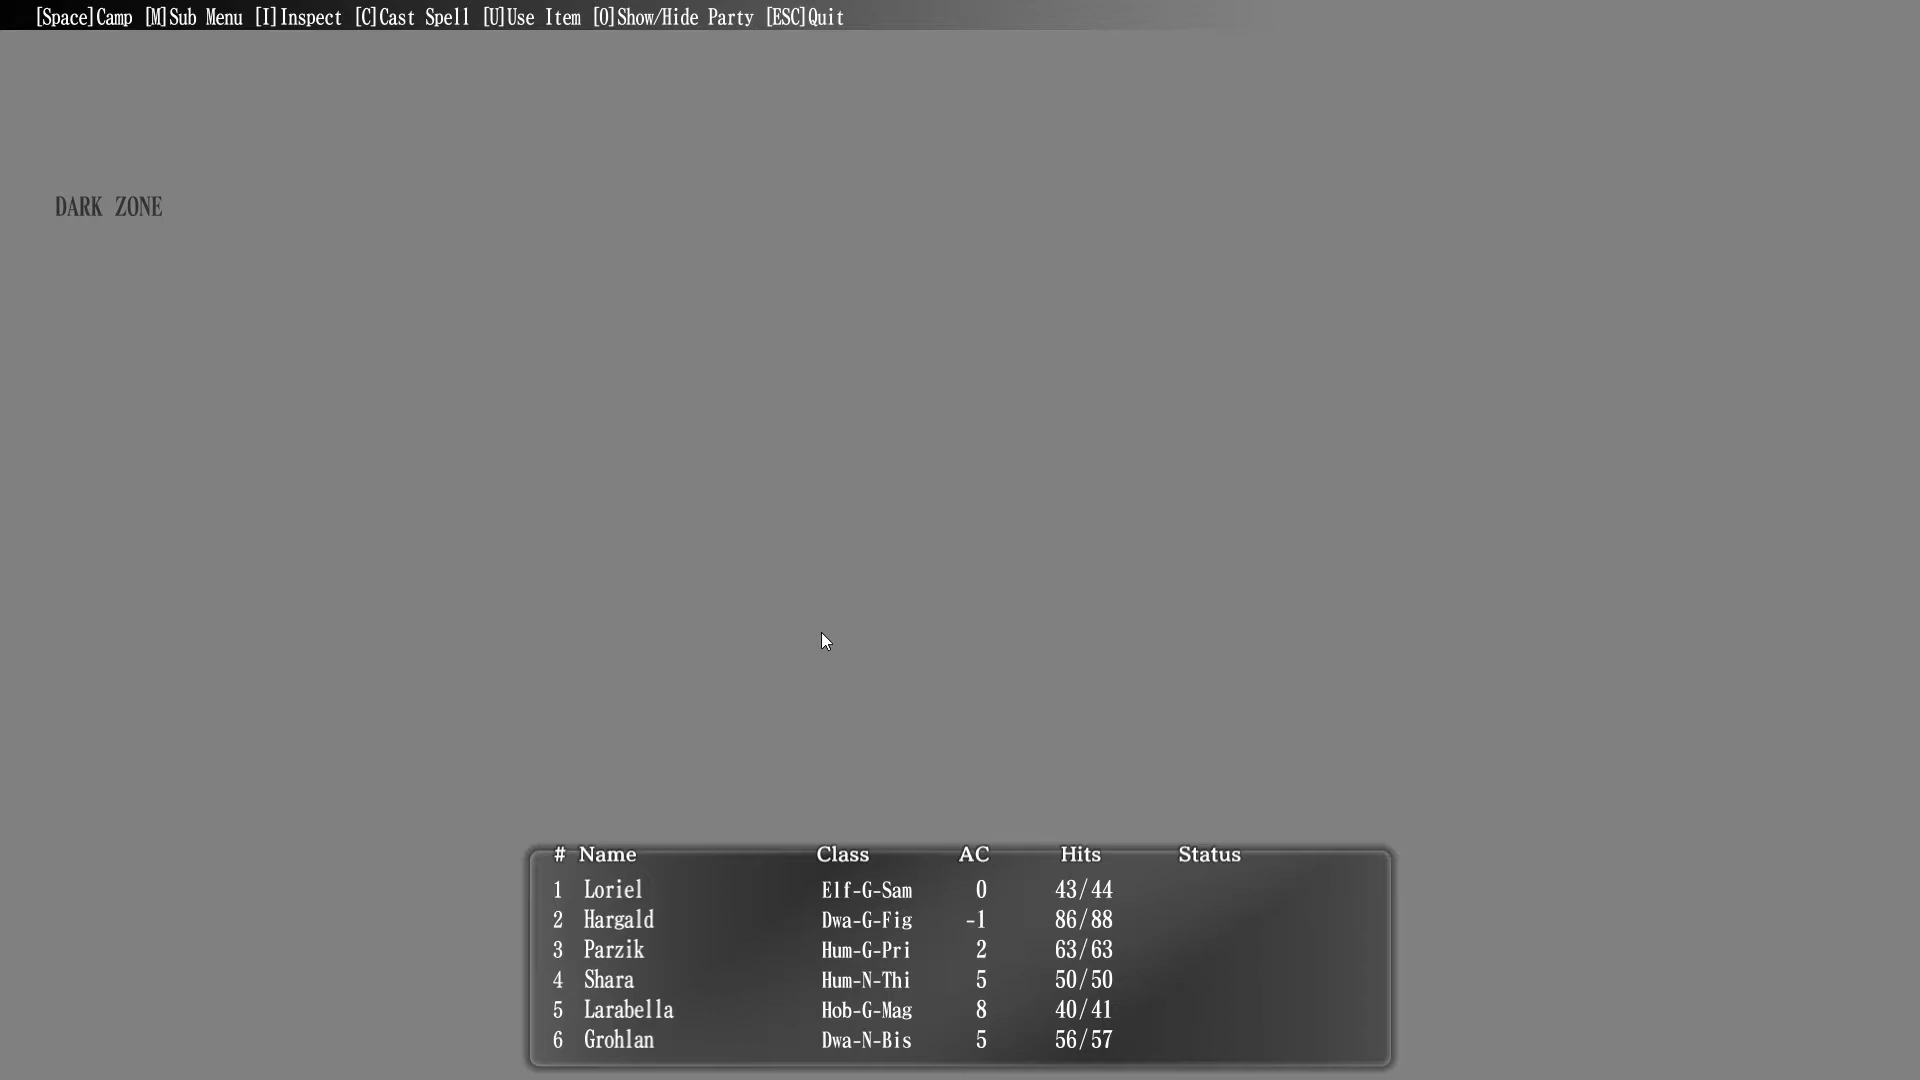 [Space]Camp [M]Sub Menu [I]Inspect [C]Cast Spell [U]Use Item [O]Show/Hide Party [ESC]Quit
DARK ZONE
# Name Class AC Hits Status
1 Loriel Elf-G-Sam 0 43/44
2 Hargald Dwa-G-Fig -1 86/88
3 Parzik Hum-G-Pri 2 63/63
4 Shara Hum-N-Thi 5 50/50
5 Larabella Hob-G-Mag 8 40/41
6 Grohlan Dwa-N-Bis 5 56/57